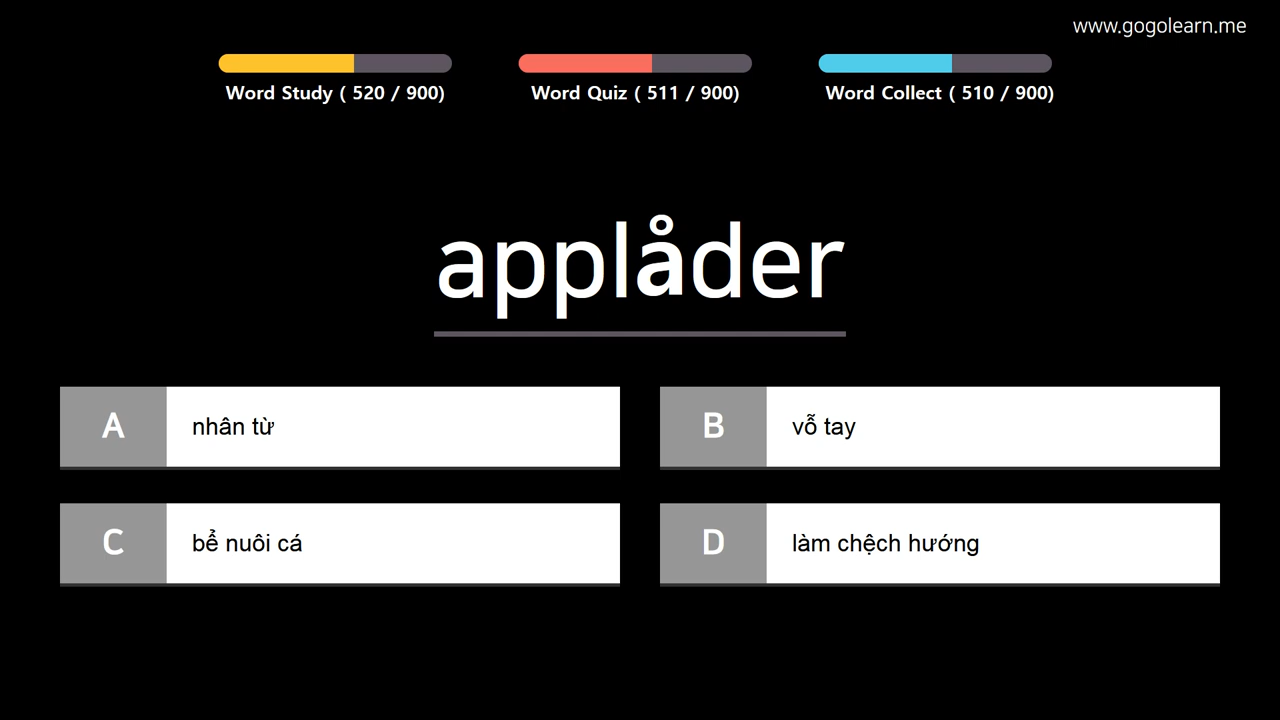 www.gogolearn.me
Word Study ( 520 / 900)
Word Quiz ( 511 / 900)
Word Collect ( 510 / 900)
applåder
A nhân từ
B vỗ tay
C bể nuôi cá
D làm chệch hướng